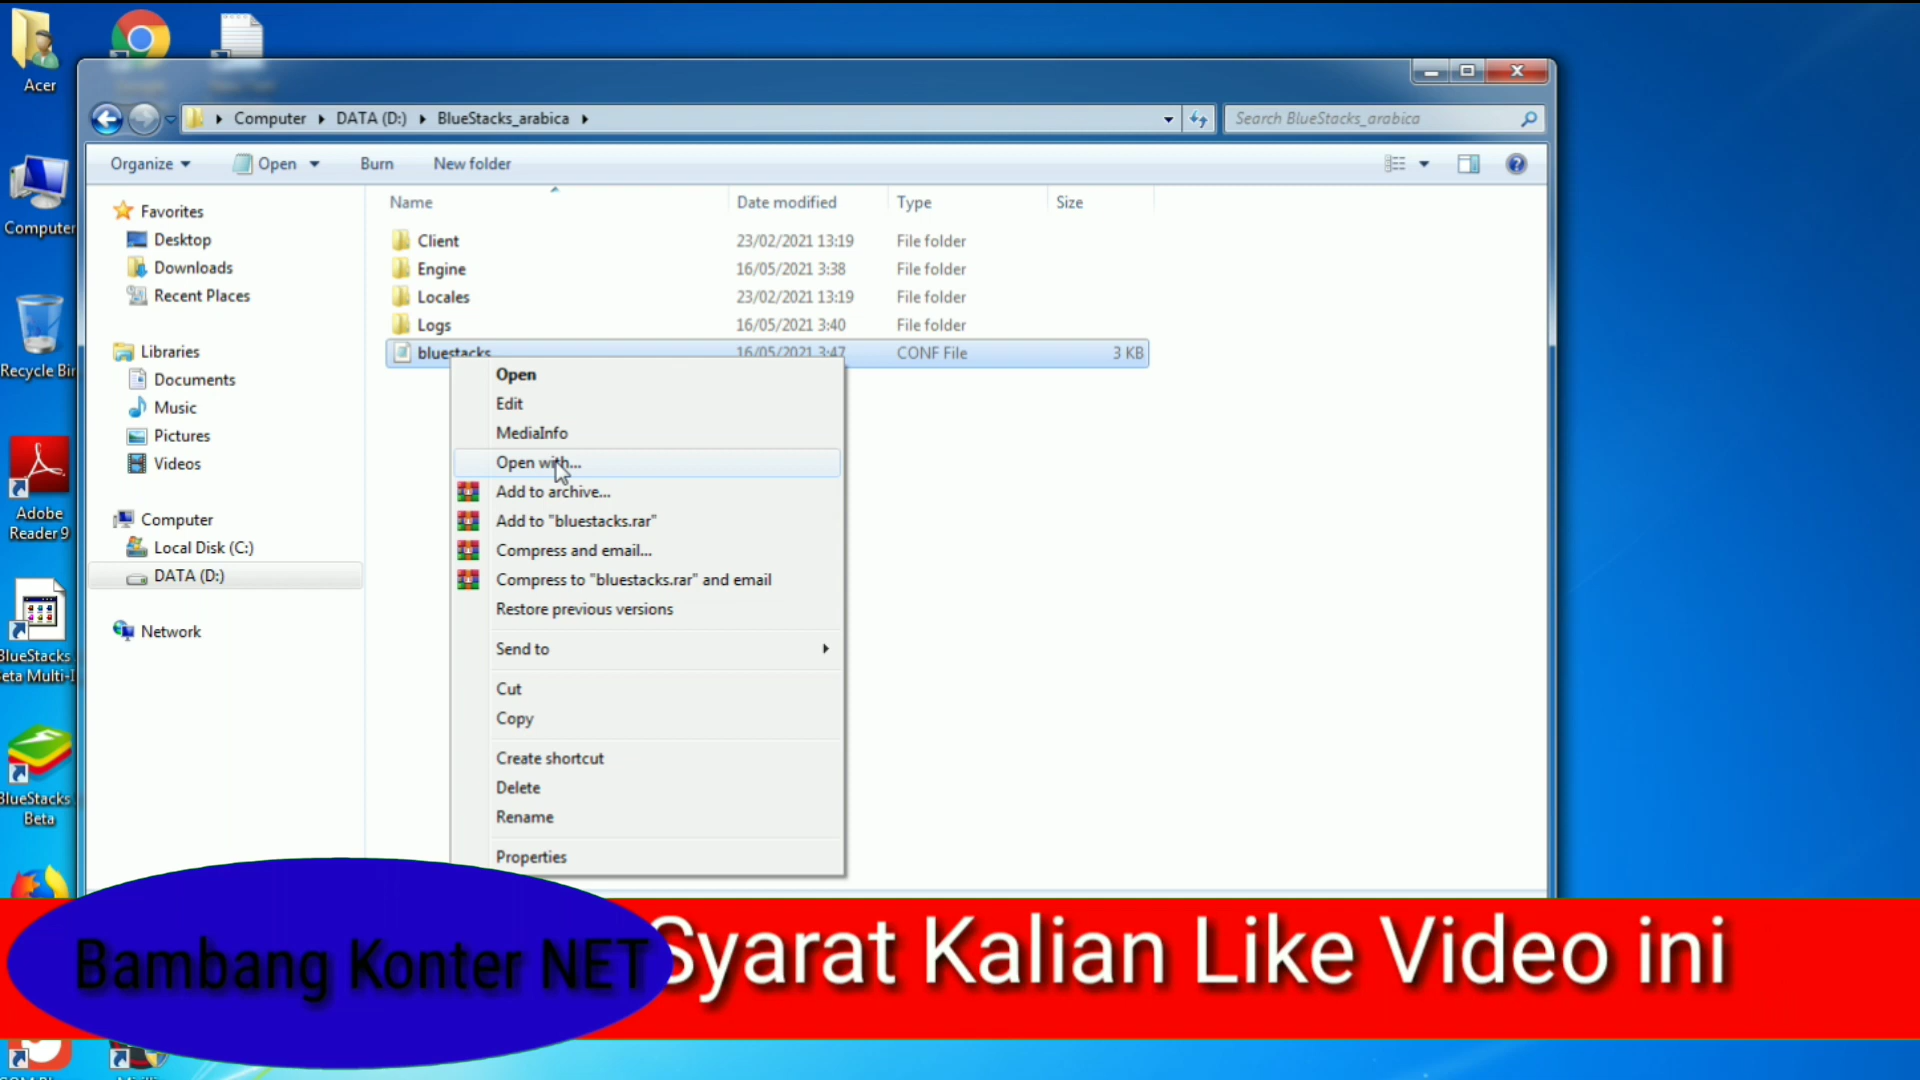 Acer
Computer
Recycle Bin
Adobe
Reader 9
BlueStacks
Beta Multi-I
BlueStacks
Beta
Computer
DATA (D:)
BlueStacks_arabica
Search BlueStacks_arabica
Organize
Open
Burn
New folder
Favorites
Desktop
Downloads
Recent Places
Libraries
Documents
Music
Pictures
Videos
Computer
Local Disk (C:)
DATA (D:)
Network
Name Date modified Type Size
Client 23/02/2021 13:19 File folder
Engine 16/05/2021 3:38 File folder
Locales 23/02/2021 13:19 File folder
Logs 16/05/2021 3:40 File folder
bluestacks 16/05/2021 3:47 CONF File 3 KB
Open
Edit
MediaInfo
Open with...
Add to archive...
Add to "bluestacks.rar"
Compress and email...
Compress to "bluestacks.rar" and email
Restore previous versions
Send to
Cut
Copy
Create shortcut
Delete
Rename
Properties
Bambang Konter NET
Syarat Kalian Like Video ini